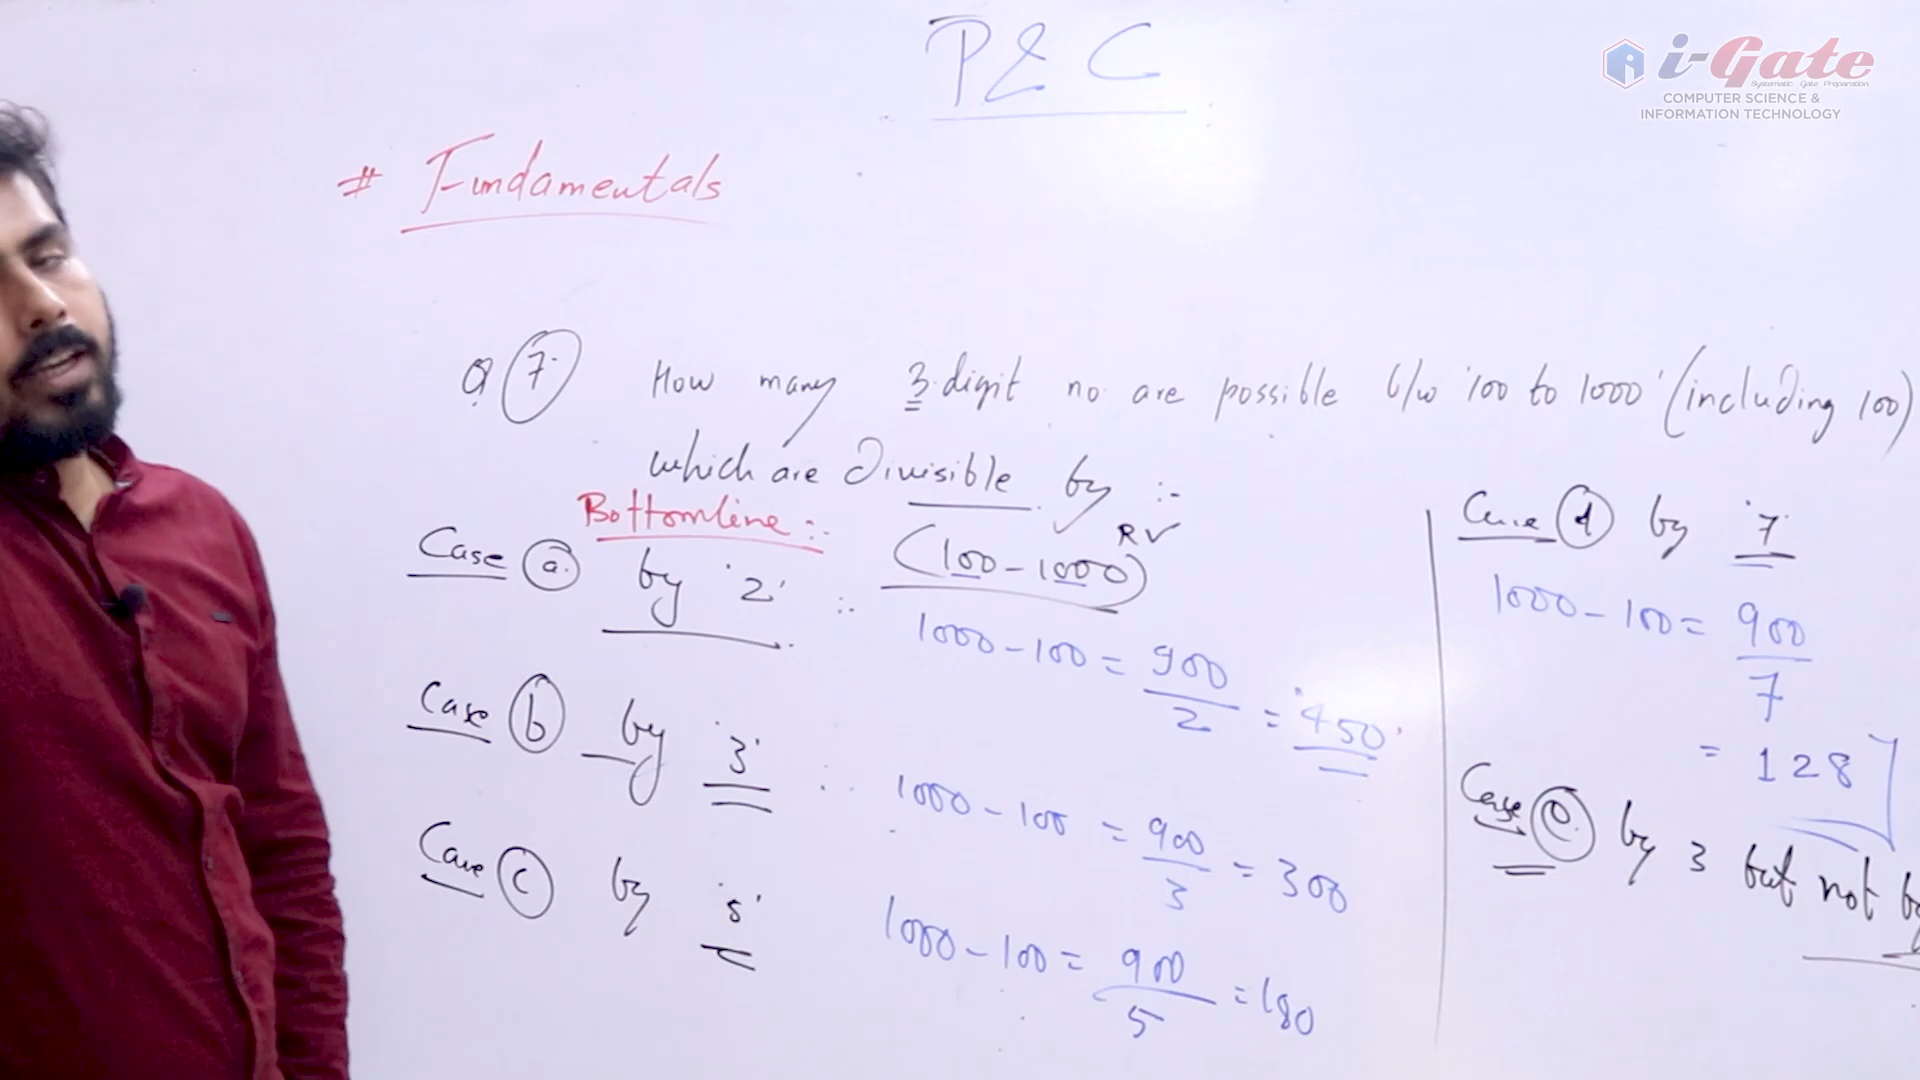 P & C
i-Gate
Systematic Gate Preparation
COMPUTER SCIENCE &
INFORMATION TECHNOLOGY
# Fundamentals
Q 7. How many 3-digit no are possible b/w '100 to 1000' (including 100)
which are Divisible by :-
Bottomline :-
Case a. by '2' : (100-1000) RV
1000-100 = 900/2 = 450
Case b by '3' : 1000-100 = 900/3 = 300
Case c by '5' 1000-100 = 900/5 = 180
Case d by '7'
1000-100 = 900/7
= 128
Case e. by 3 but not